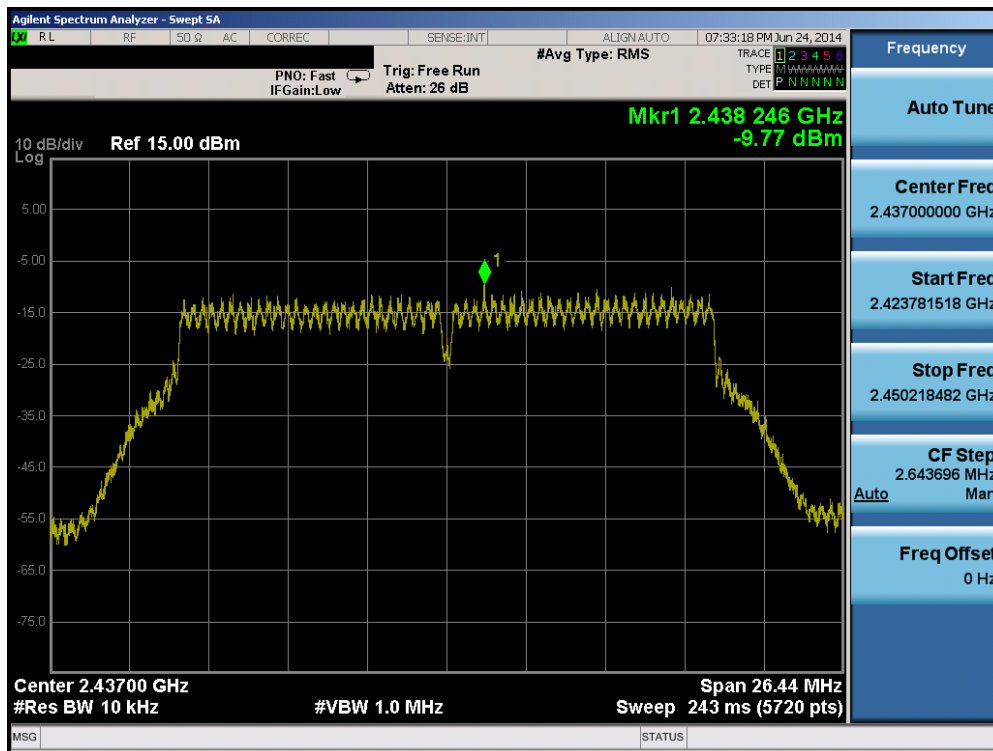 Agilent Spectrum Analyzer - Swept SA
LXI RL RF 50 Ω AC CORREC SENSE:INT ALIGN AUTO 07:33:18 PM Jun 24, 2014
Frequency
#Avg Type: RMS
TRACE 1 2 3 4 5 6
PNO: Fast Trig: Free Run
TYPE M W W W W W
IFGain:Low Atten: 26 dB
DET P N N N N N
Auto Tune
Mkr1 2.438 246 GHz
-9.77 dBm
10 dB/div Ref 15.00 dBm
Log
Center Freq
2.437000000 GHz
5.00
-5.00
1
Start Freq
2.423781518 GHz
-15.0
-25.0
Stop Freq
2.450218482 GHz
-35.0
-45.0
CF Step
2.643696 MHz
Auto Man
-55.0
Freq Offset
0 Hz
-65.0
-75.0
Center 2.43700 GHz Span 26.44 MHz
#Res BW 10 kHz #VBW 1.0 MHz Sweep 243 ms (5720 pts)
MSG STATUS